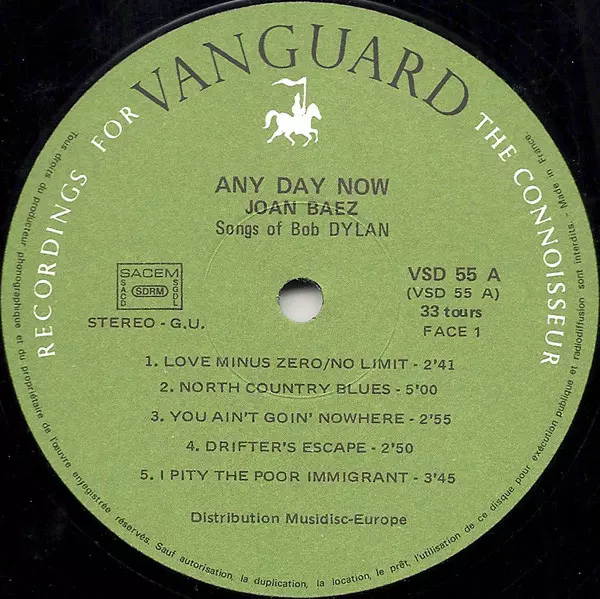 RECORDINGS FOR VANGUARD THE CONNOISSEUR
ANY DAY NOW
JOAN BAEZ
Songs of Bob DYLAN
SACEM
SACD
SDRM
SGDL
STEREO - G.U.
VSD 55 A
(VSD 55 A)
33 tours
FACE 1
1. LOVE MINUS ZERO/NO LIMIT - 2'41
2. NORTH COUNTRY BLUES - 5'00
3. YOU AIN'T GOIN' NOWHERE - 2'55
4. DRIFTER'S ESCAPE - 2'50
5. I PITY THE POOR IMMIGRANT - 3'45
Distribution Musidisc-Europe
Tous droits du producteur phonographique et du propriétaire de l'œuvre enregistrée réservés. Sauf autorisation, la duplication, la location, le prêt, l'utilisation de ce disque pour exécution publique et radiodiffusion sont interdits. - Made in France.